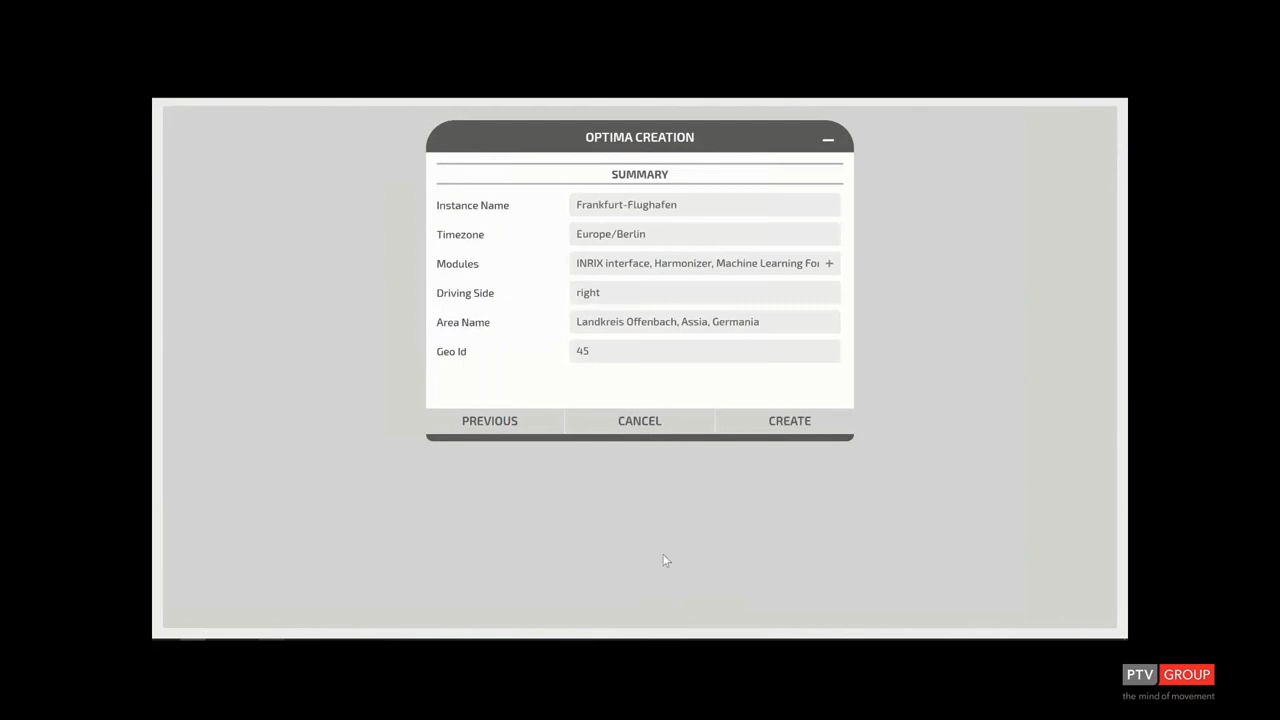 OPTIMA CREATION
SUMMARY
Instance Name Frankfurt-Flughafen
Timezone Europe/Berlin
Modules INRIX interface, Harmonizer, Machine Learning For +
Driving Side right
Area Name Landkreis Offenbach, Assia, Germania
Geo Id 45
PREVIOUS CANCEL CREATE
PTV GROUP
the mind of movement